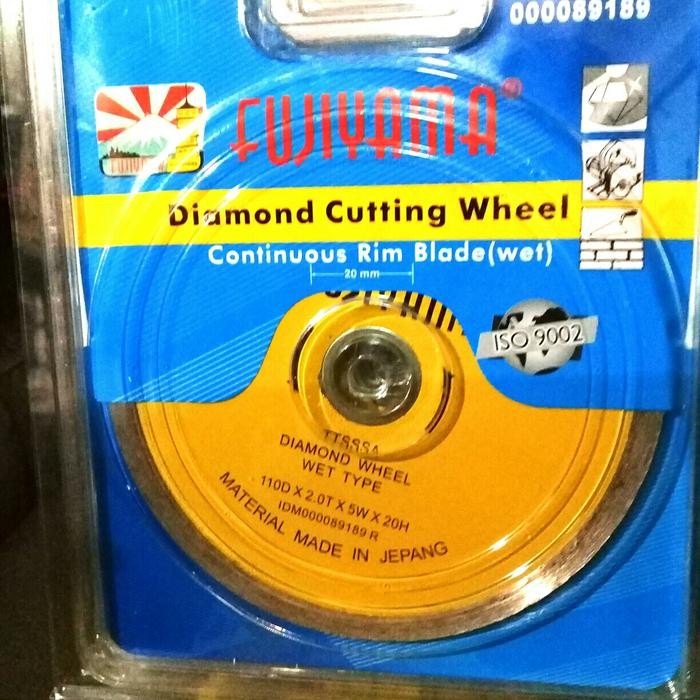 000089189
FUJIYAMA®
FUJIYAMA
Diamond Cutting Wheel
Continuous Rim Blade(wet)
20 mm
ISO 9002
DIAMOND WHEEL
WET TYPE
110D X 2.0T X 5W X 20H
IDM000089189 R
MATERIAL MADE IN JEPANG